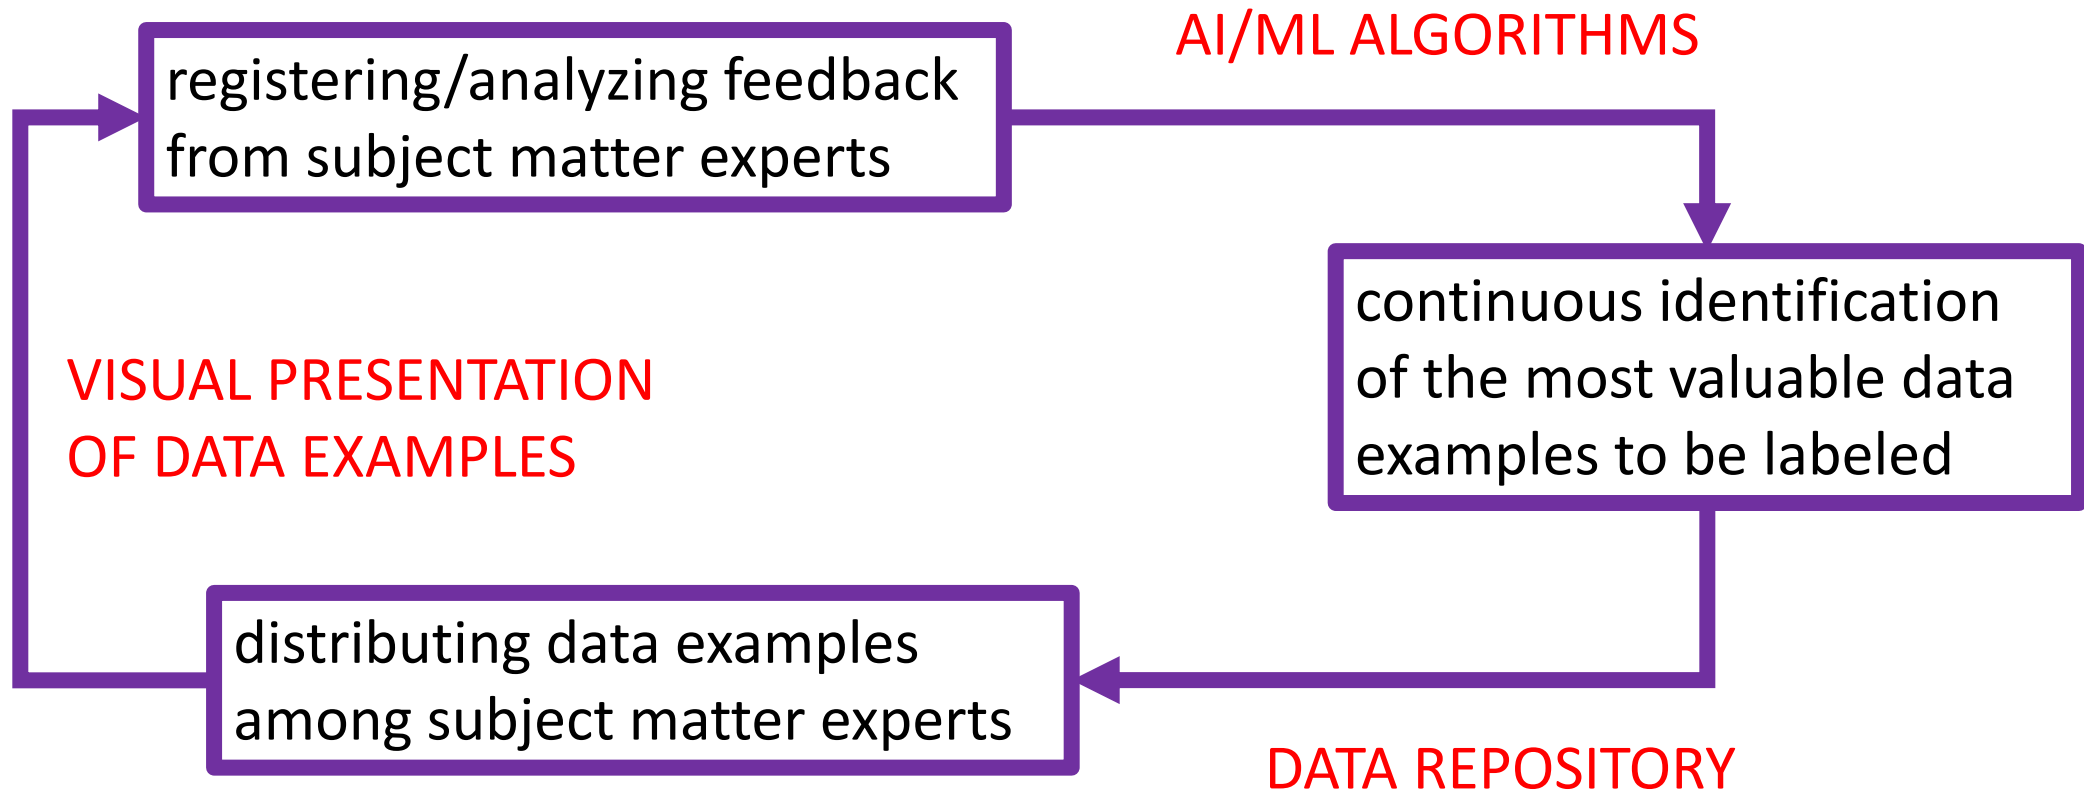 AI/ML ALGORITHMS
registering/analyzing feedback
from subject matter experts
continuous identification
of the most valuable data
examples to be labeled
VISUAL PRESENTATION
OF DATA EXAMPLES
distributing data examples
among subject matter experts
DATA REPOSITORY